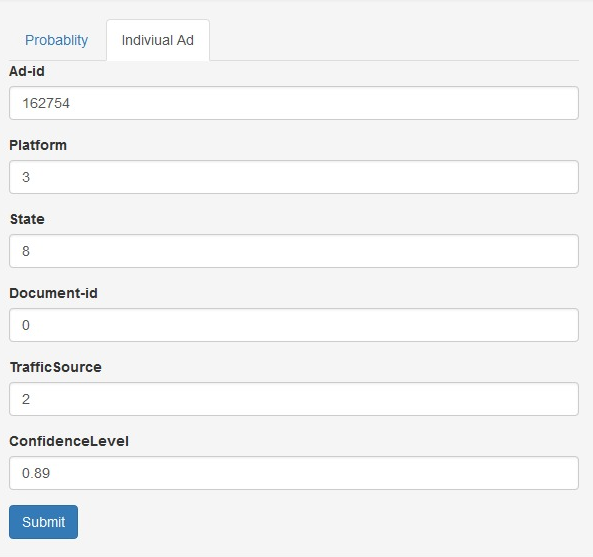 Probablity Indiviual Ad
Ad-id
162754
Platform
3
State
8
Document-id
0
TrafficSource
2
ConfidenceLevel
0.89
Submit